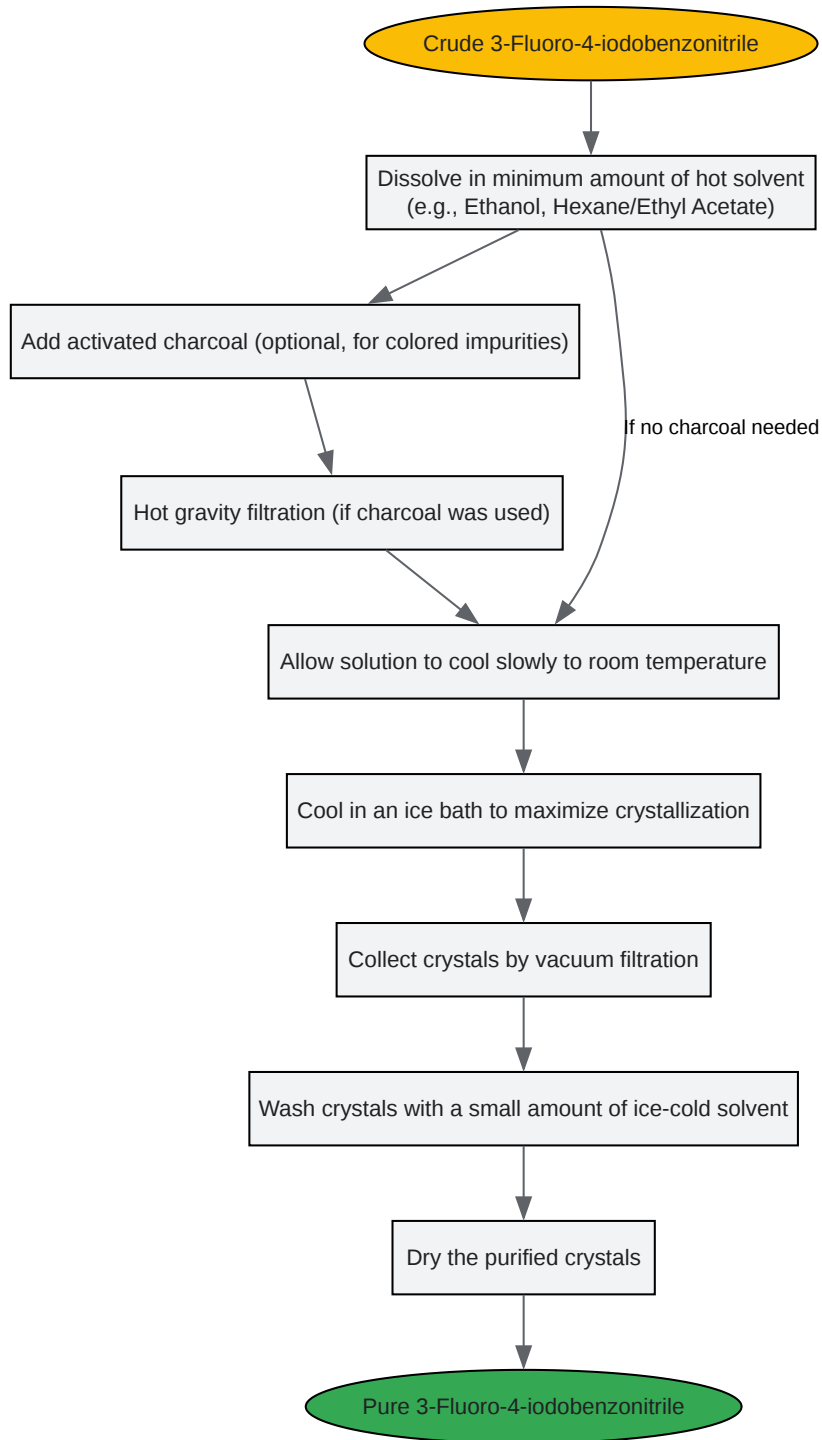 Crude 3-Fluoro-4-iodobenzonitrile
Dissolve in minimum amount of hot solvent
(e.g., Ethanol, Hexane/Ethyl Acetate)
Add activated charcoal (optional, for colored impurities)
If no charcoal needed
Hot gravity filtration (if charcoal was used)
Allow solution to cool slowly to room temperature
Cool in an ice bath to maximize crystallization
Collect crystals by vacuum filtration
Wash crystals with a small amount of ice-cold solvent
Dry the purified crystals
Pure 3-Fluoro-4-iodobenzonitrile